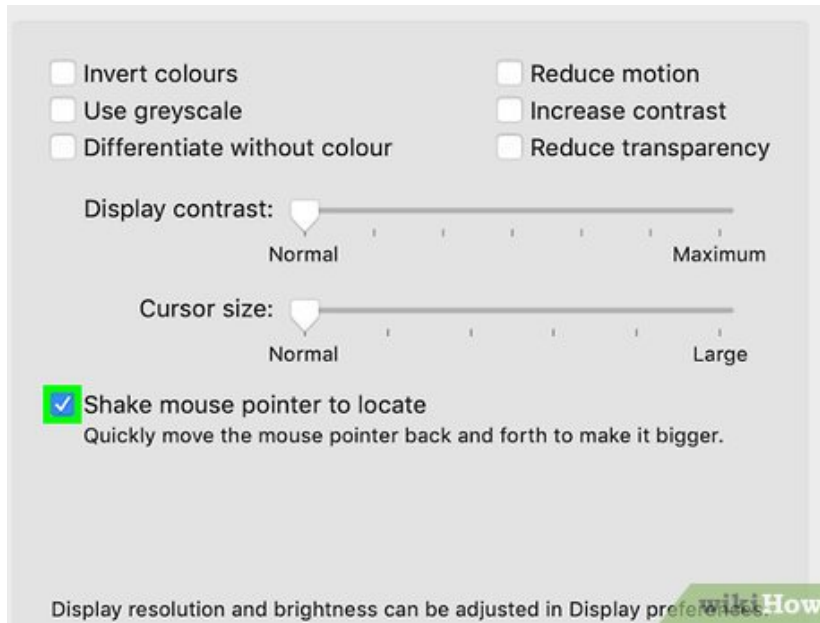 Invert colours
Reduce motion
Use greyscale
Increase contrast
Differentiate without colour
Reduce transparency
Display contrast:
Normal
Maximum
Cursor size:
Normal
Large
Shake mouse pointer to locate
Quickly move the mouse pointer back and forth to make it bigger.
Display resolution and brightness can be adjusted in Display preferences.
wikiHow